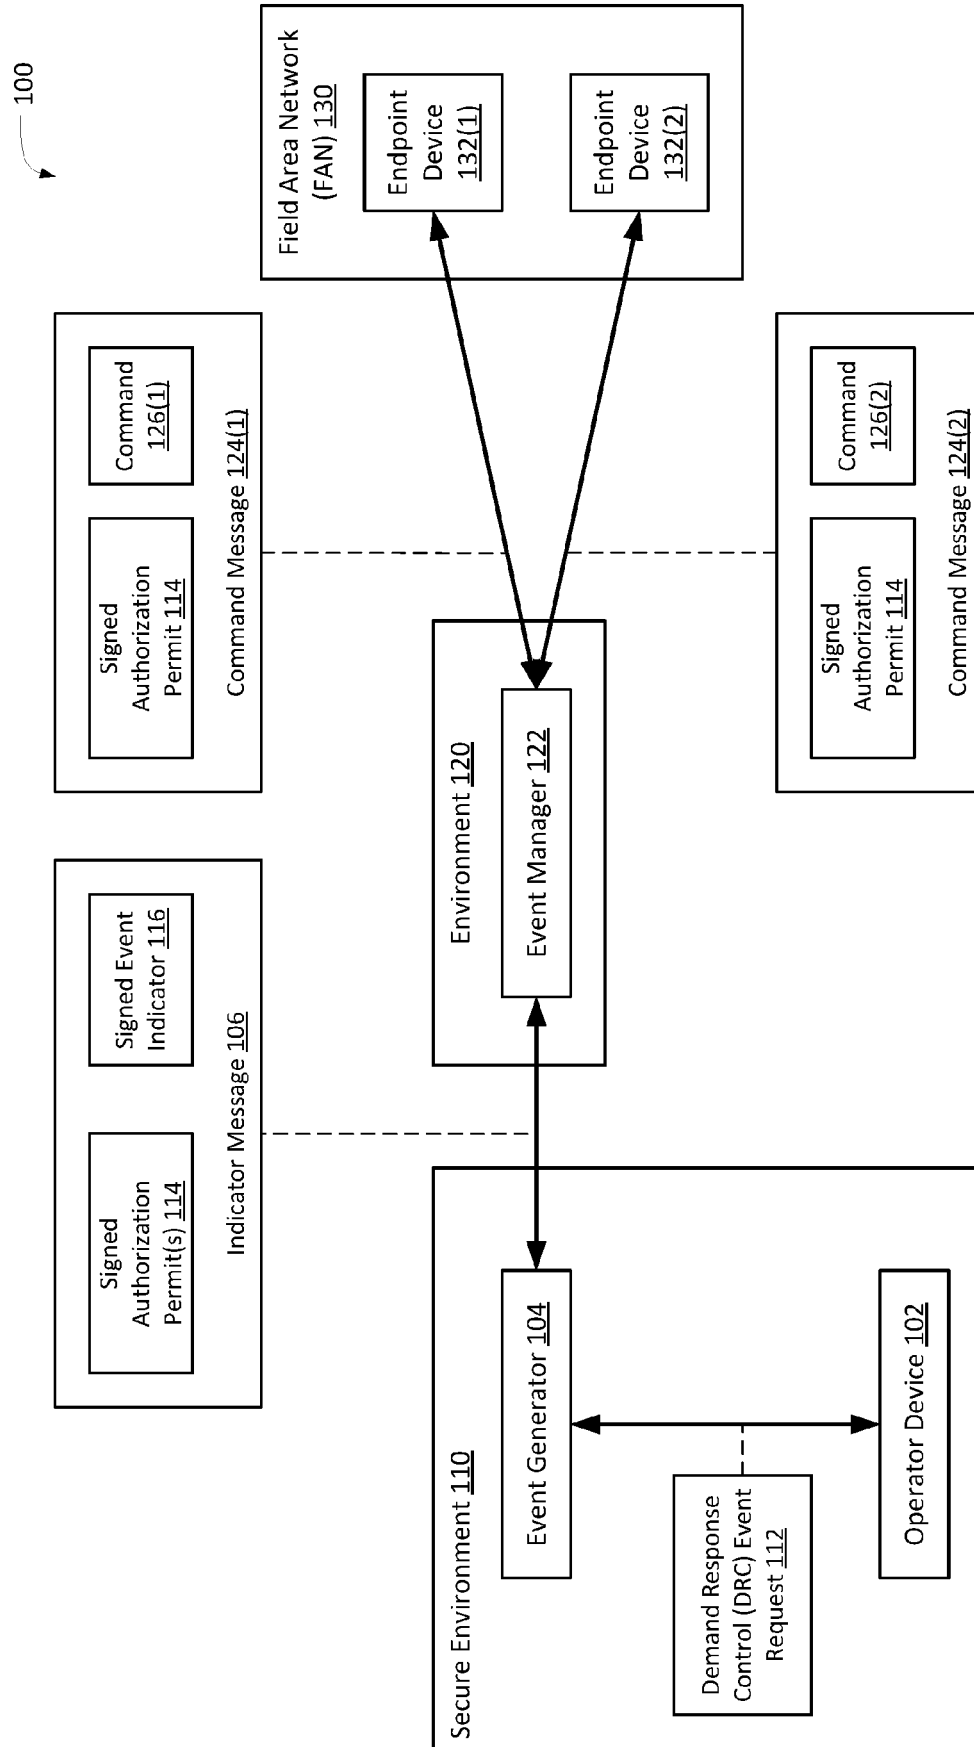 100
Signed
Authorization
Permit(s) 114
Signed Event
Indicator 116
Indicator Message 106
Signed
Authorization
Permit 114
Command
126(1)
Command Message 124(1)
Field Area Network
(FAN) 130
Endpoint
Device
132(1)
Endpoint
Device
132(2)
Secure Environment 110
Event Generator 104
Environment 120
Event Manager 122
Demand Response
Control (DRC) Event
Request 112
Operator Device 102
Signed
Authorization
Permit 114
Command
126(2)
Command Message 124(2)